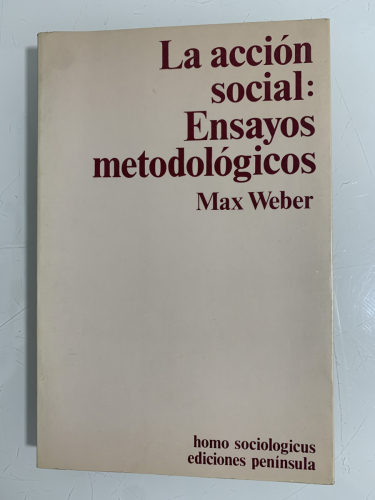 La acción
social:
Ensayos
metodológicos
Max Weber
homo sociologicus
ediciones península